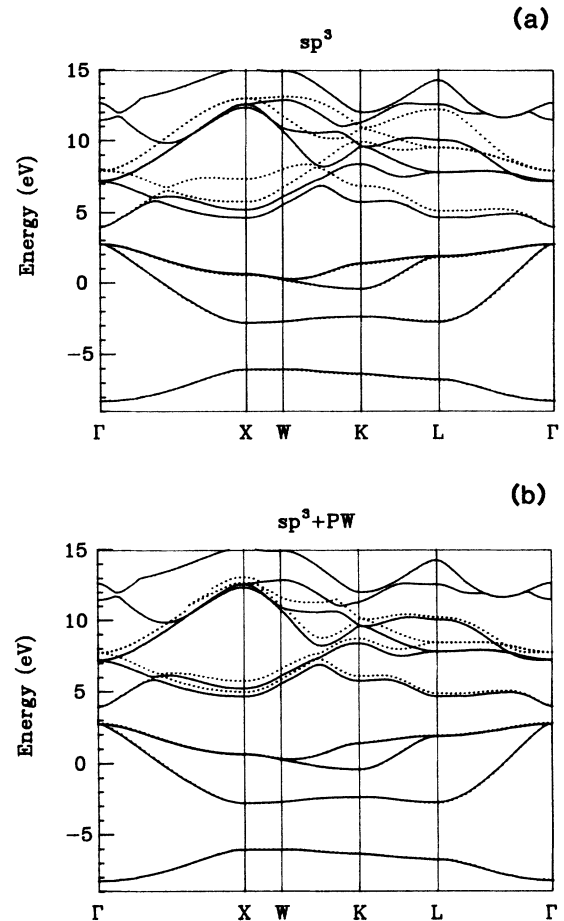 (a)
sp³
15
10
5
0
−5
Energy (eV)
Γ X W K L Γ
(b)
sp³+PW
15
10
5
0
−5
Energy (eV)
Γ X W K L Γ